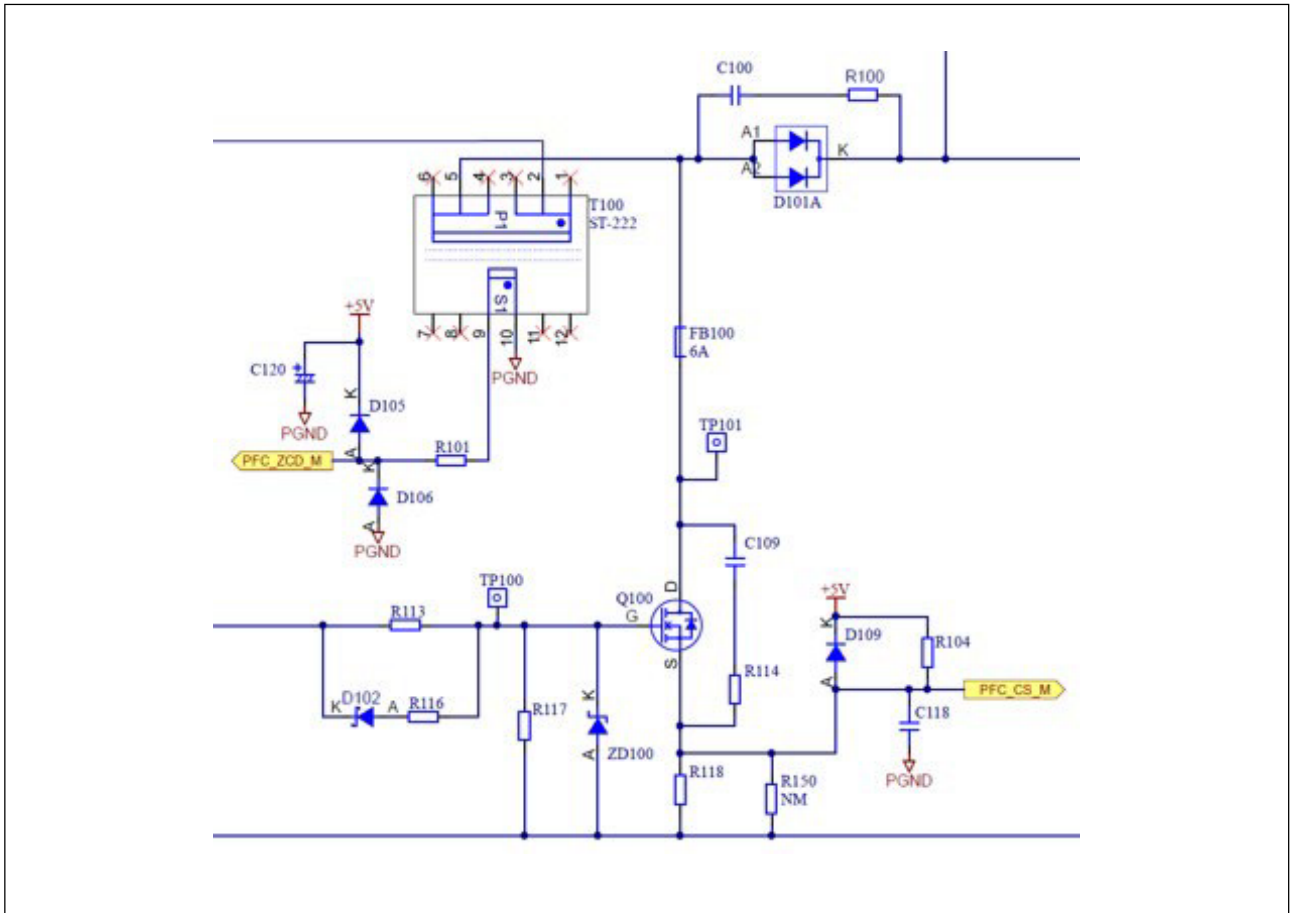 C100
R100
A1
A2
K
D101A
6
5
4
3
2
1
T100
ST-222
P1
S1
7
8
9
10
11
12
PGND
+5V
C120
PGND
K
D105
A
PFC_ZCD_M
K
R101
D106
A
PGND
FB100
6A
TP101
C109
TP100
R113
Q100
D
G
S
+5V
K
D109
A
R104
PFC_CS_M
R114
C118
PGND
D102
K
A
R116
R117
K
A
ZD100
R118
R150
NM